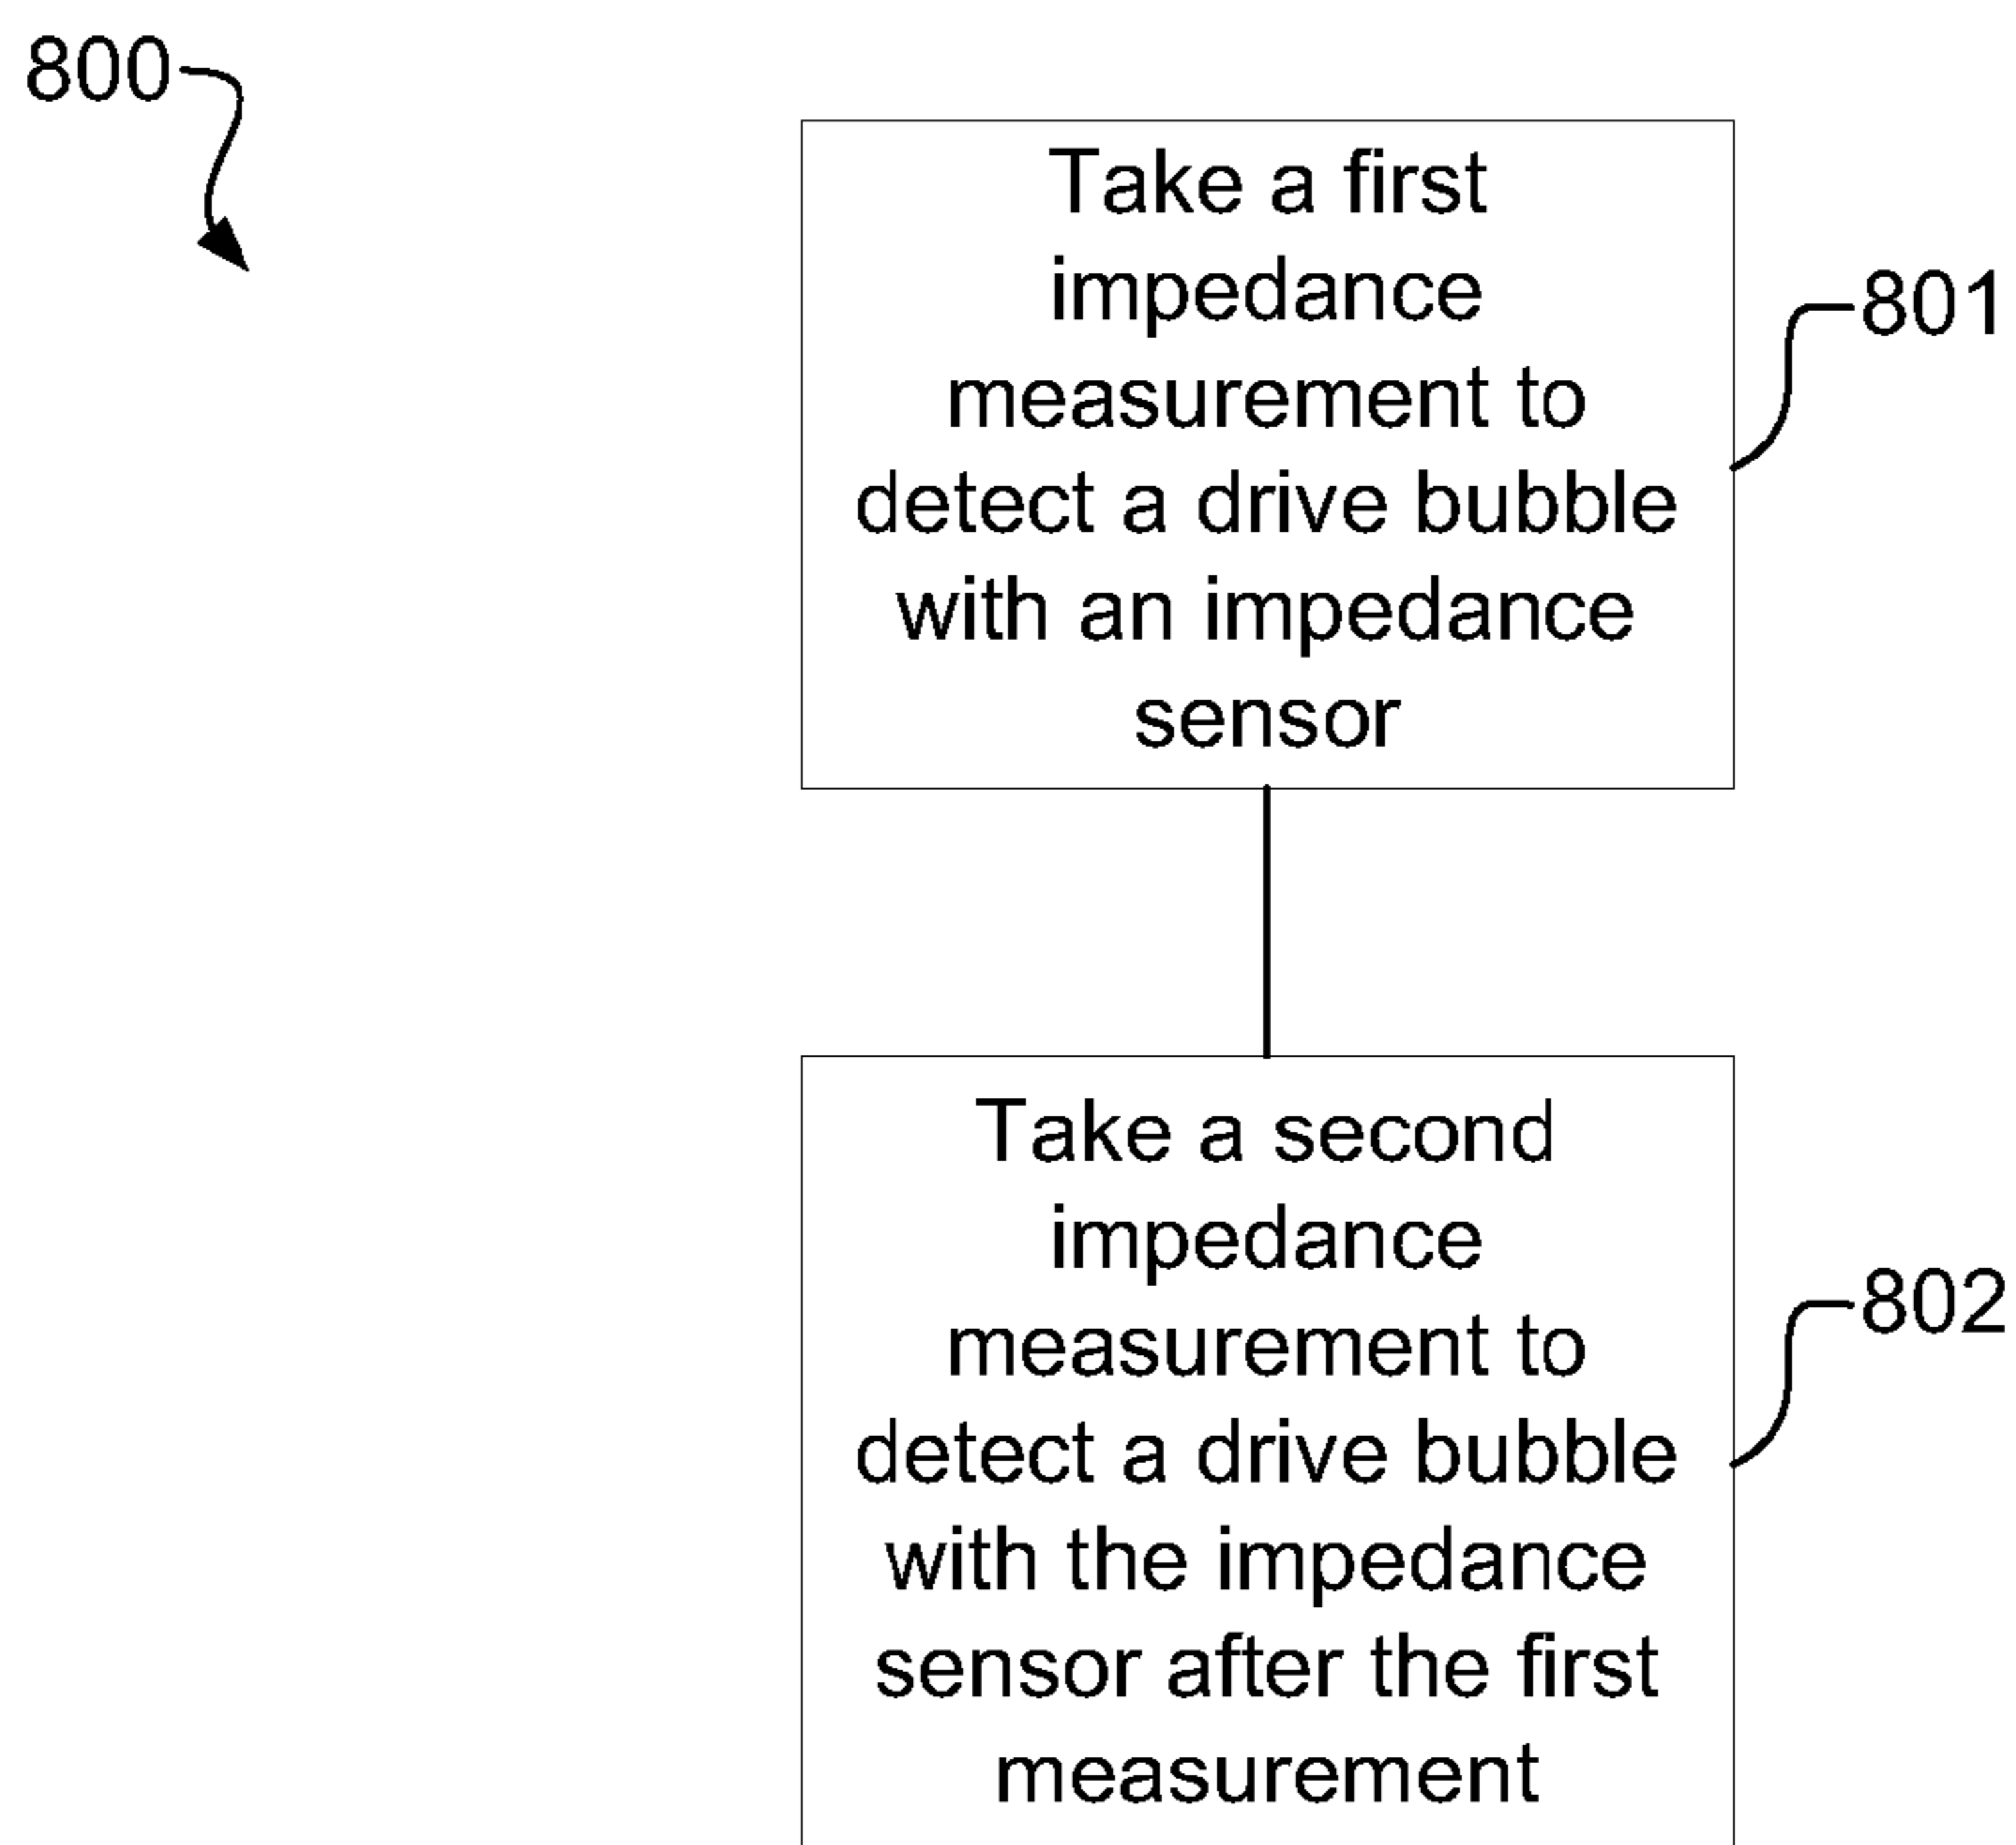 800
Take a first
impedance
measurement to
detect a drive bubble
with an impedance
sensor
801
Take a second
impedance
measurement to
detect a drive bubble
with the impedance
sensor after the first
measurement
802